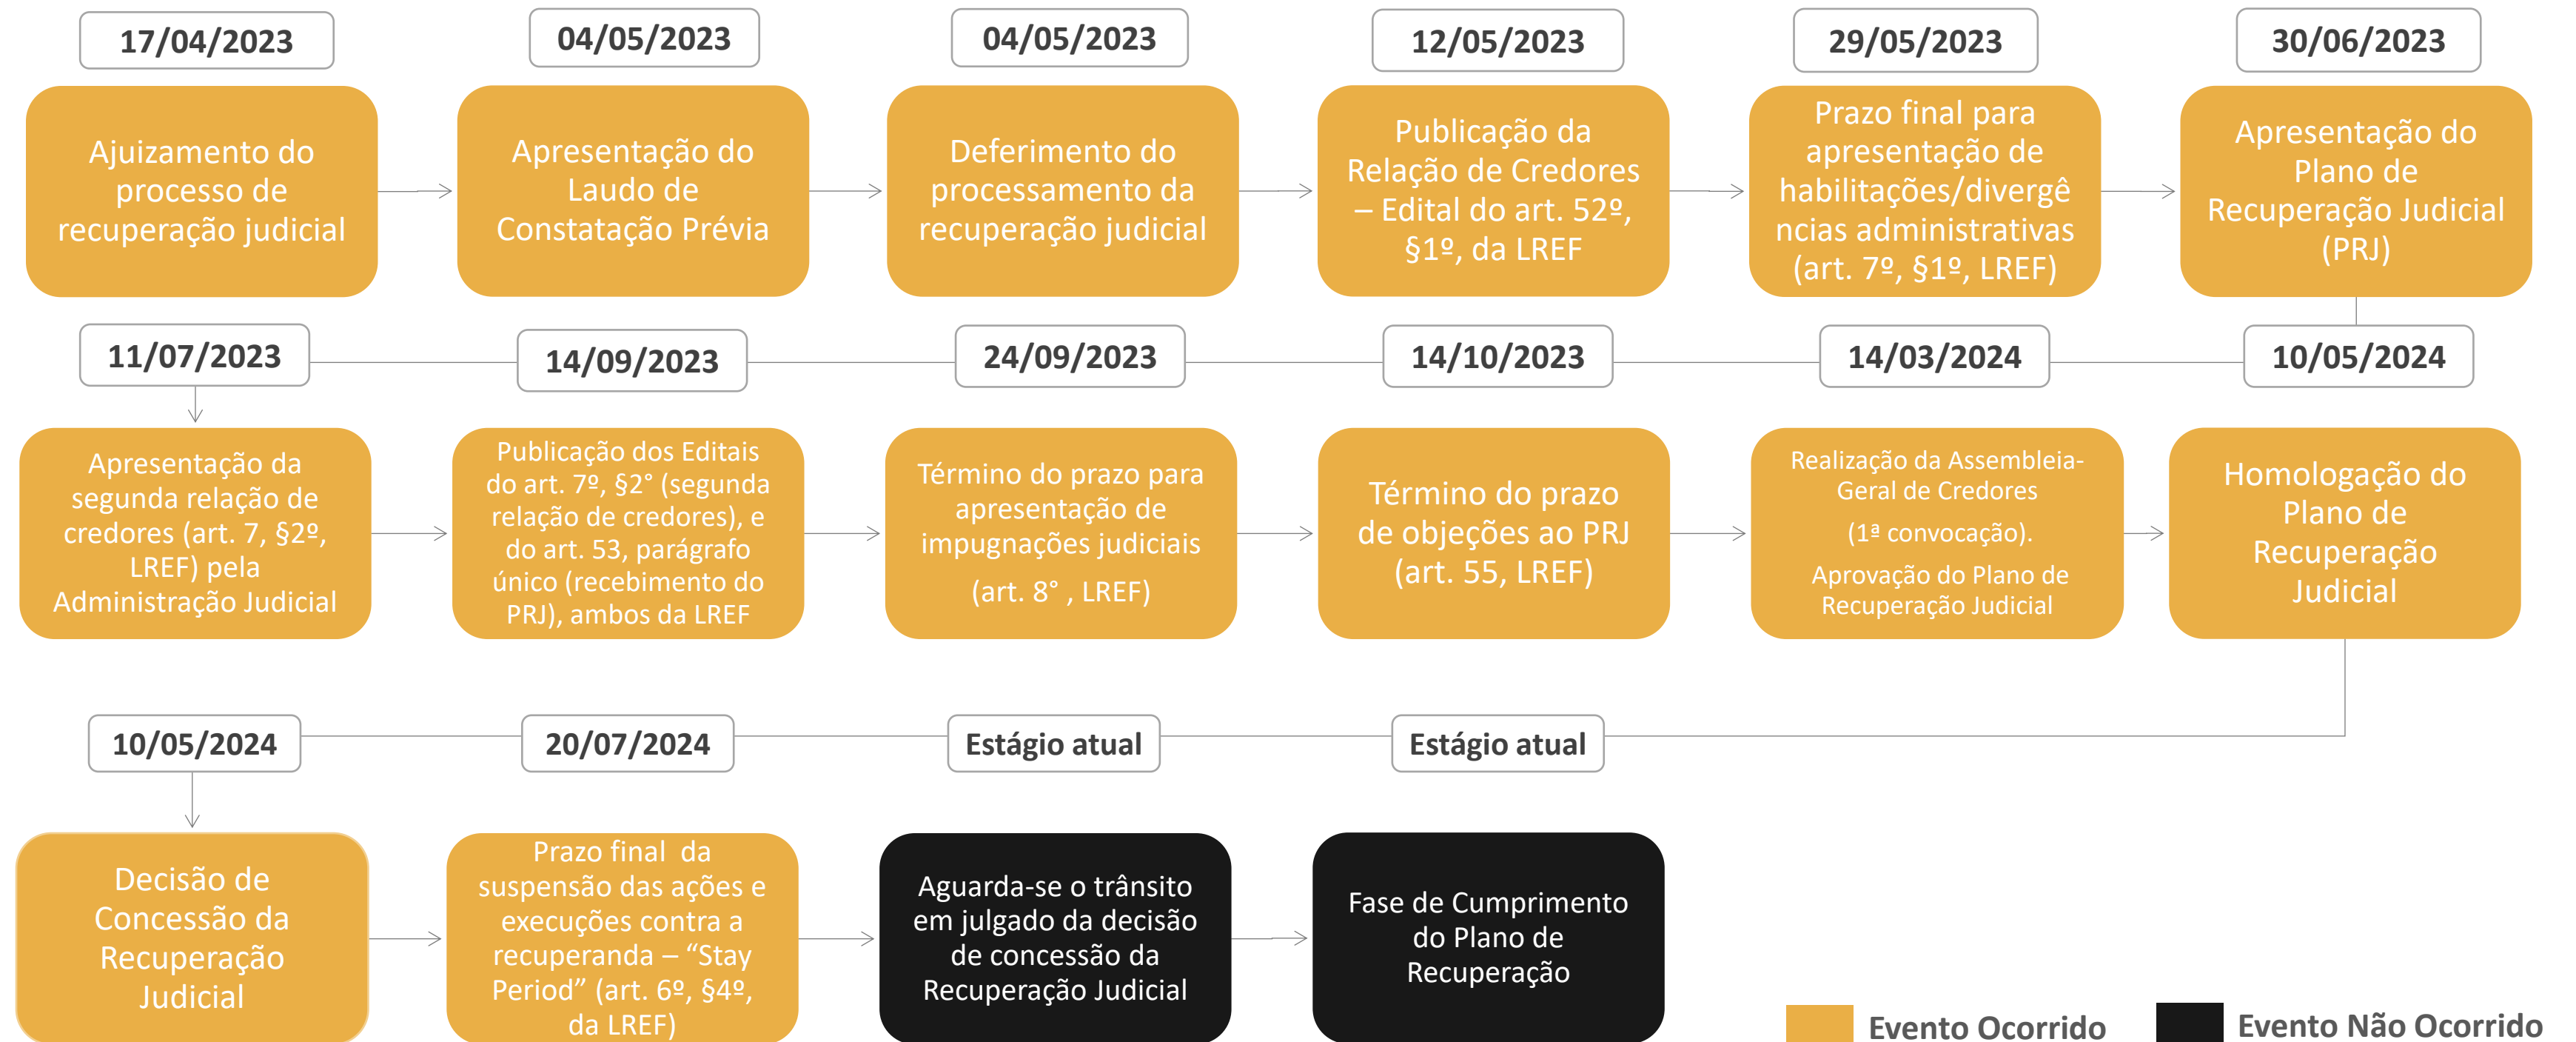 17/04/2023
Ajuizamento do
processo de
recuperação judicial
04/05/2023
Apresentação do
Laudo de
Constatação Prévia
04/05/2023
Deferimento do
processamento da
recuperação judicial
12/05/2023
Publicação da
Relação de Credores
– Edital do art. 52º,
§1º, da LREF
29/05/2023
Prazo final para
apresentação de
habilitações/divergê
ncias administrativas
(art. 7º, §1º, LREF)
30/06/2023
Apresentação do
Plano de
Recuperação Judicial
(PRJ)
11/07/2023
Apresentação da
segunda relação de
credores (art. 7, §2º,
LREF) pela
Administração Judicial
14/09/2023
Publicação dos Editais
do art. 7º, §2° (segunda
relação de credores), e
do art. 53, parágrafo
único (recebimento do
PRJ), ambos da LREF
24/09/2023
Término do prazo para
apresentação de
impugnações judiciais
(art. 8° , LREF)
14/10/2023
Término do prazo
de objeções ao PRJ
(art. 55, LREF)
14/03/2024
Realização da Assembleia-
Geral de Credores
(1ª convocação).
Aprovação do Plano de
Recuperação Judicial
10/05/2024
Homologação do
Plano de
Recuperação
Judicial
10/05/2024
Decisão de
Concessão da
Recuperação
Judicial
20/07/2024
Prazo final  da
suspensão das ações e
execuções contra a
recuperanda – “Stay
Period” (art. 6º, §4º,
da LREF)
Estágio atual
Aguarda-se o trânsito
em julgado da decisão
de concessão da
Recuperação Judicial
Estágio atual
Fase de Cumprimento
do Plano de
Recuperação
Evento Ocorrido
Evento Não Ocorrido